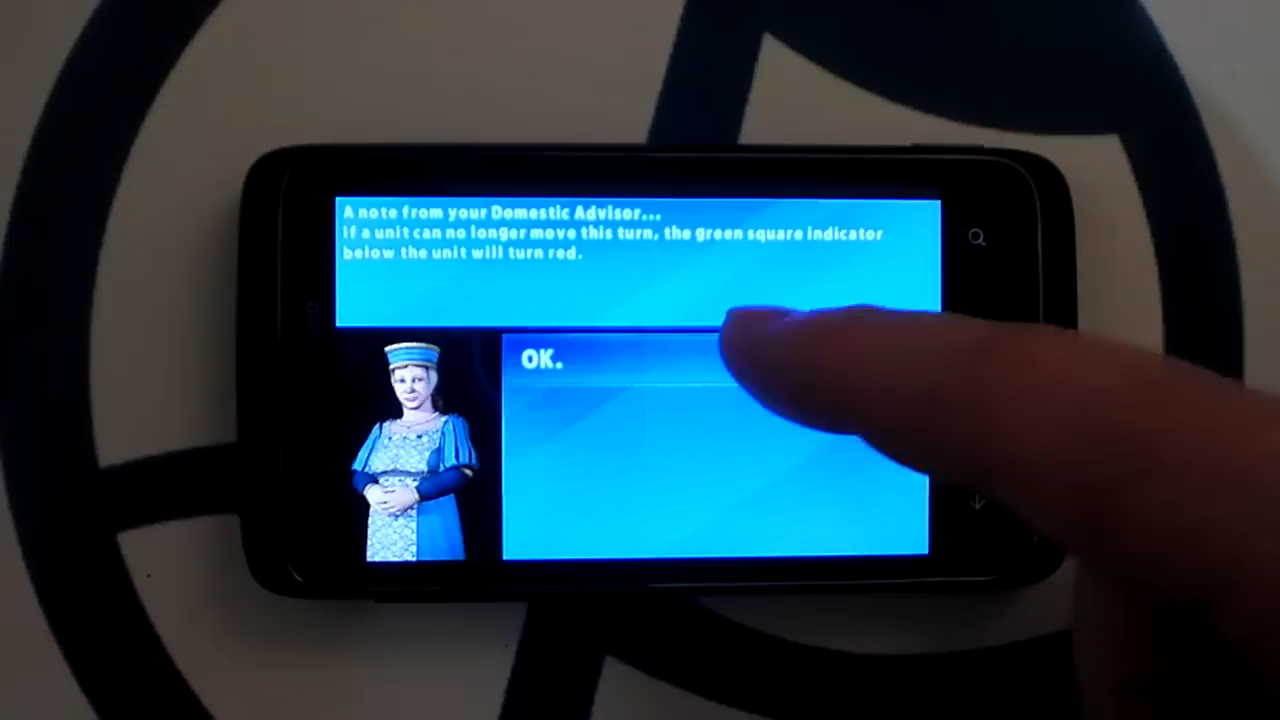 A note from your Domestic Advisor...
If a unit can no longer move this turn, the green square indicator
below the unit will turn red.
OK.